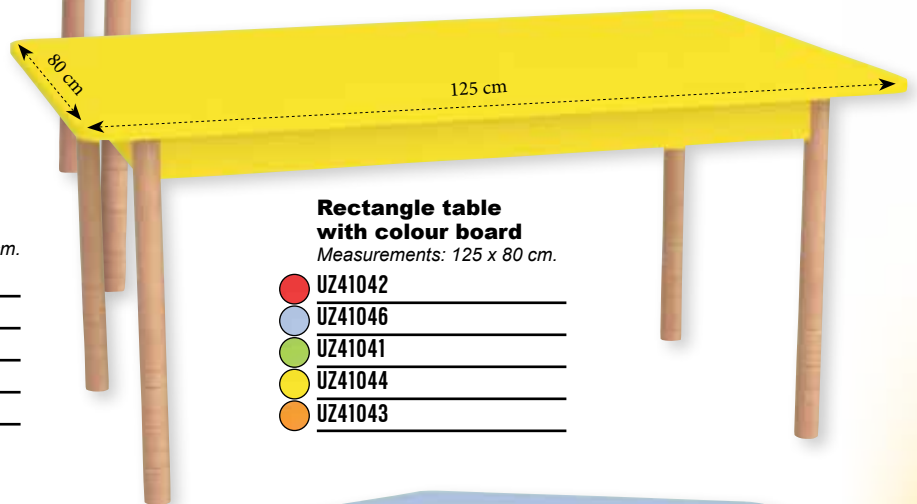 80 cm
125 cm
m.
Rectangle table
with colour board
Measurements: 125 x 80 cm.
UZ41042
UZ41046
UZ41041
UZ41044
UZ41043